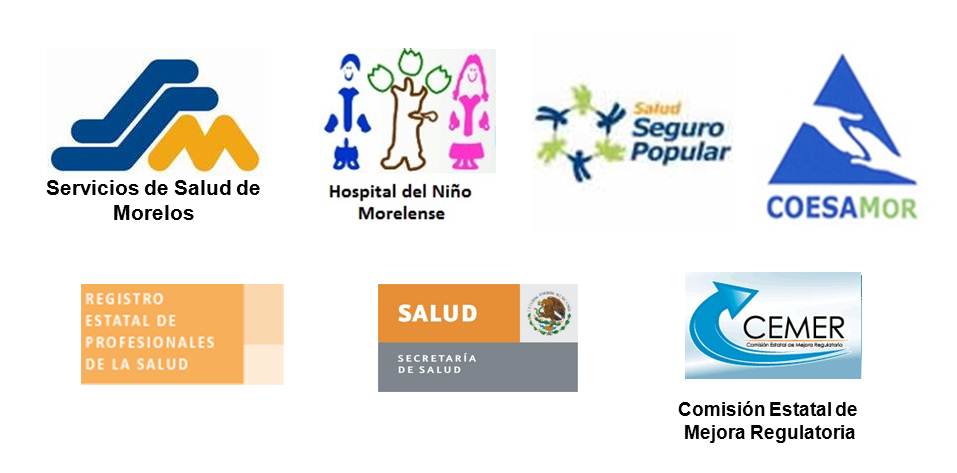 Servicios de Salud de
Morelos
Hospital del Niño
Morelense
Salud
Seguro
Popular
COESAMOR
REGISTRO
ESTATAL DE
PROFESIONALES
DE LA SALUD
SALUD
SECRETARÍA
DE SALUD
CEMER
Comisión Estatal de Mejora Regulatoria
Comisión Estatal de
Mejora Regulatoria